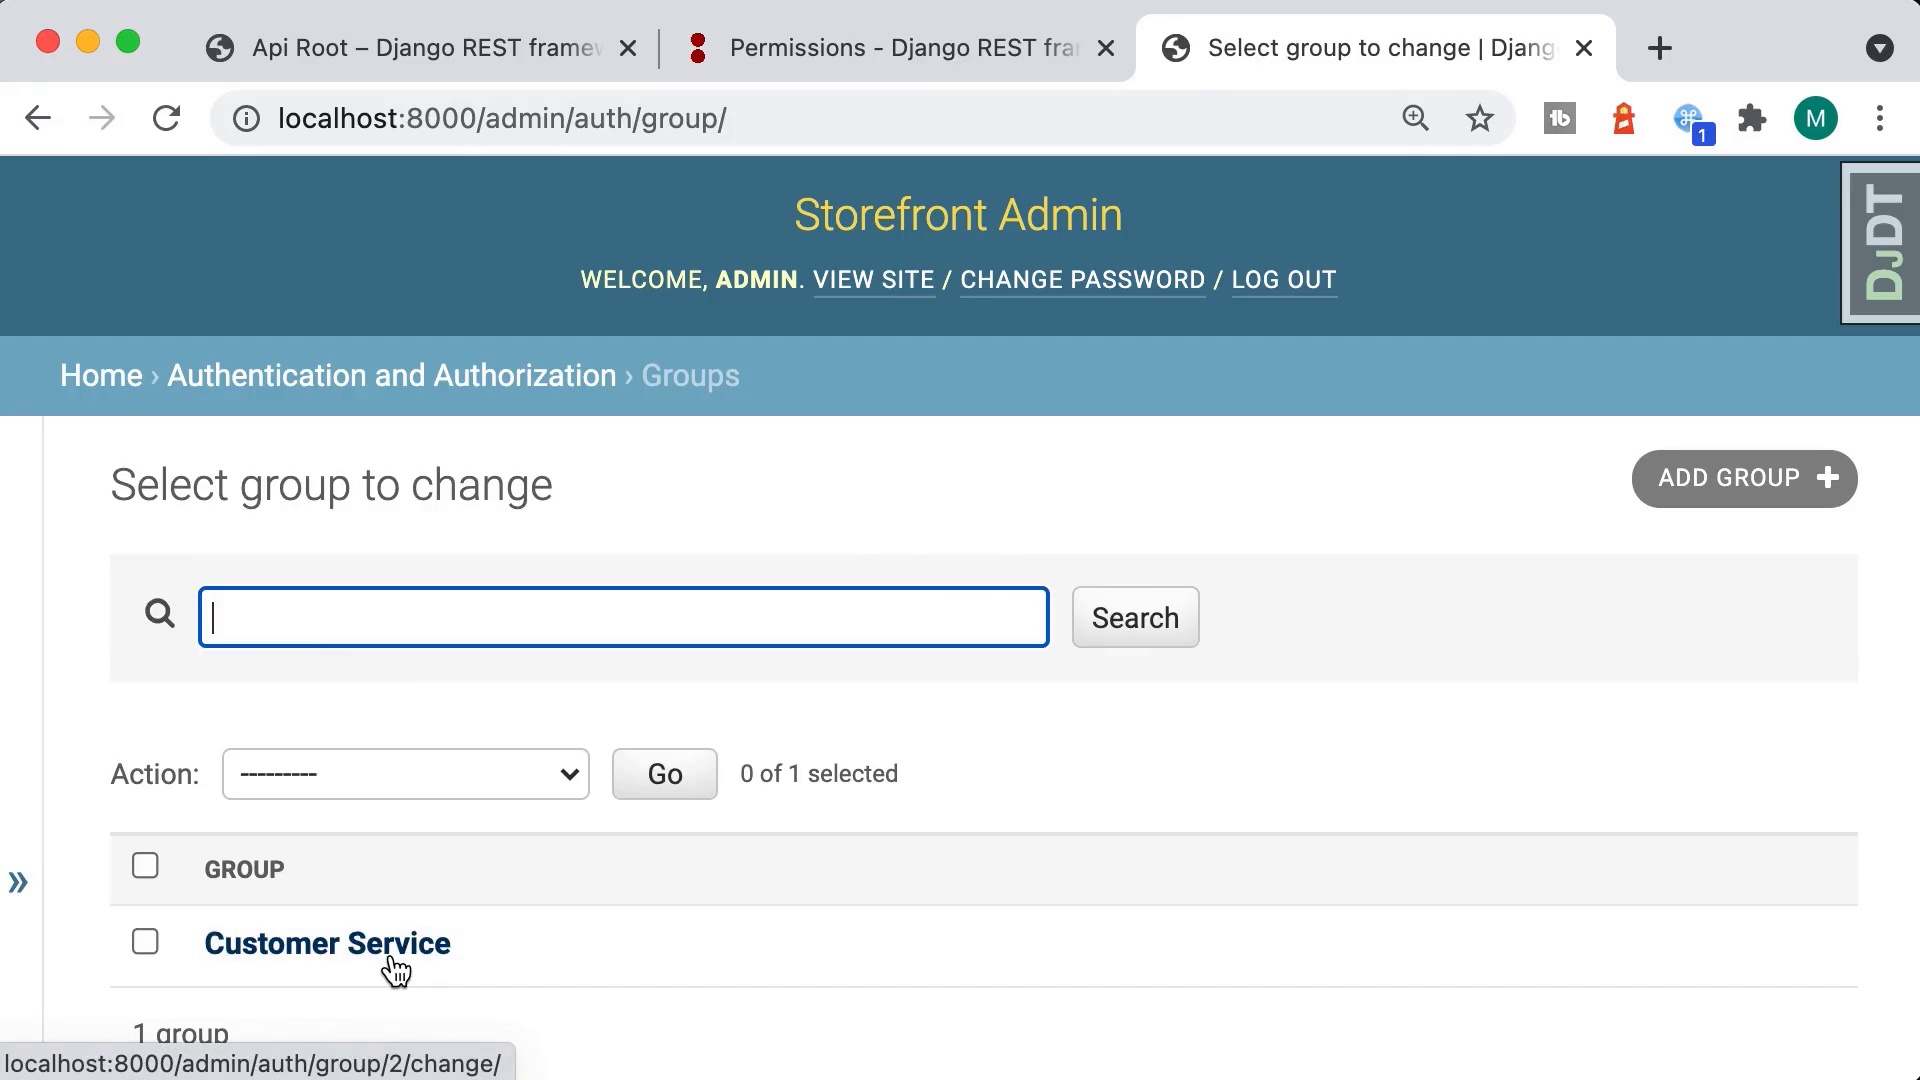 Api Root – Django REST framew
Permissions - Django REST fra
Select group to change | Djang
localhost:8000/admin/auth/group/
tb
1
M
Storefront Admin
WELCOME, ADMIN. VIEW SITE / CHANGE PASSWORD / LOG OUT
DJDT
Home › Authentication and Authorization › Groups
Select group to change
ADD GROUP +
Search
Action: --------- Go 0 of 1 selected
GROUP
Customer Service
1 group
localhost:8000/admin/auth/group/2/change/